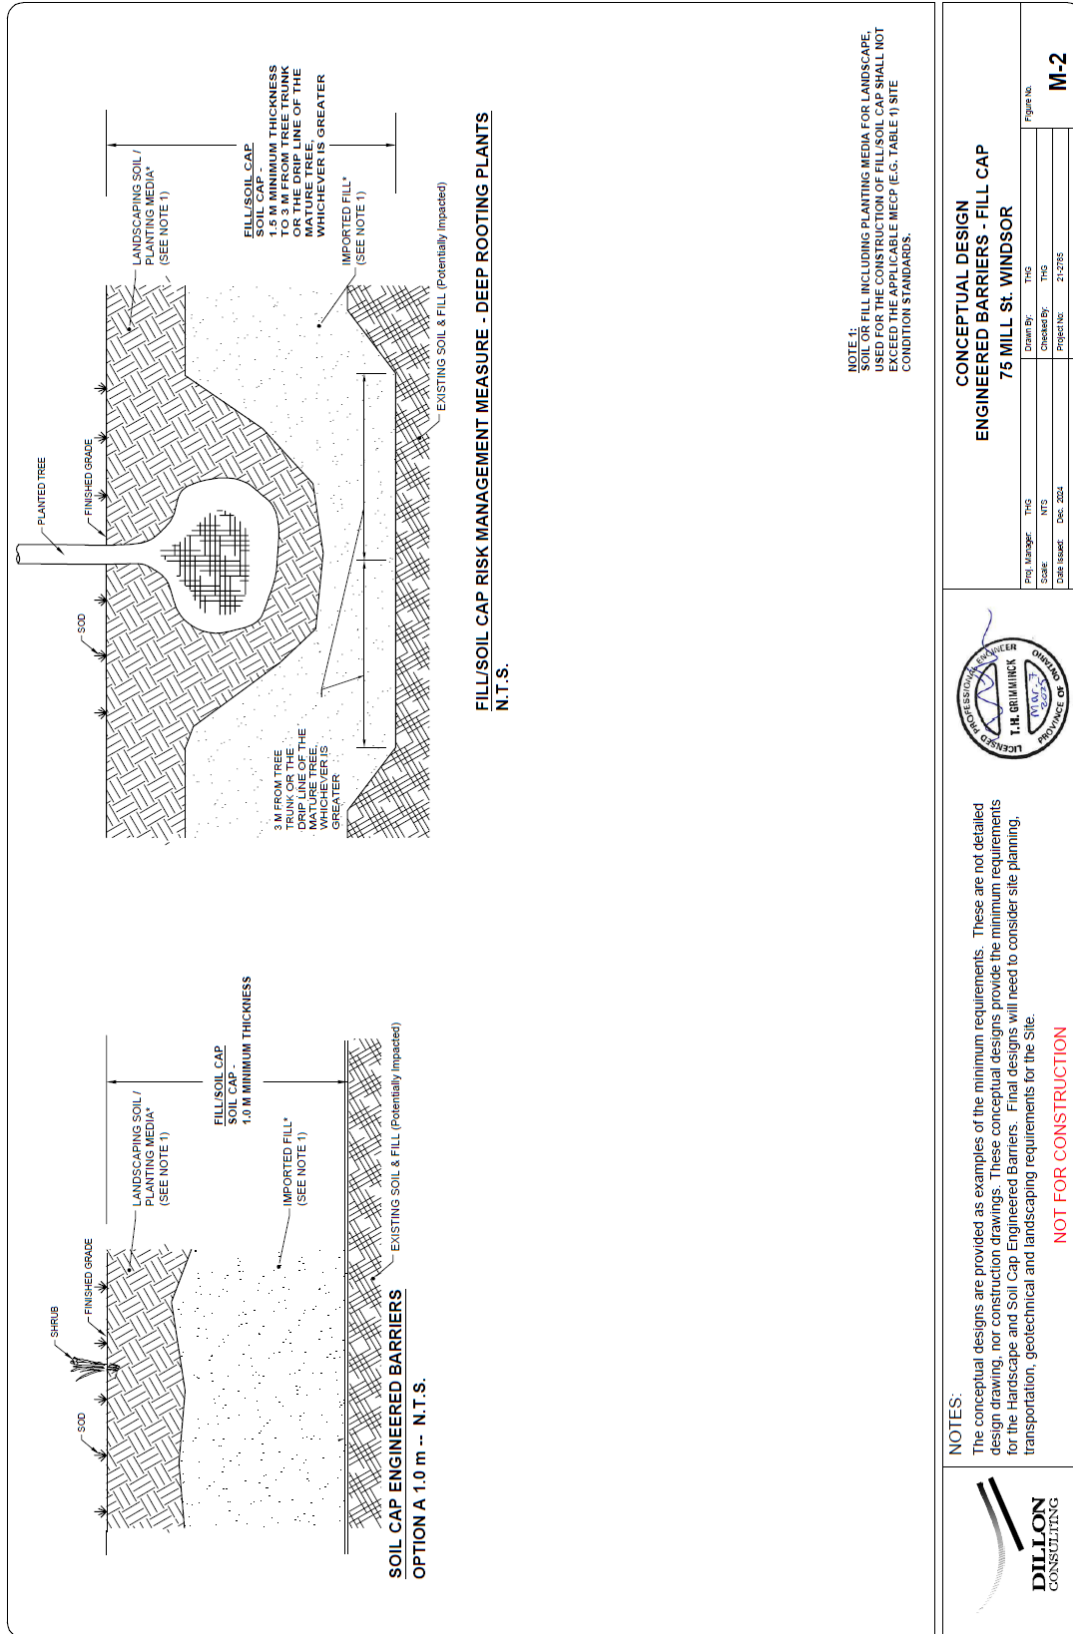 SHRUB
SOD
FINISHED GRADE
LANDSCAPING SOIL /
PLANTING MEDIA*
(SEE NOTE 1)
FILL/SOIL CAP
SOIL CAP -
1.0 M MINIMUM THICKNESS
IMPORTED FILL*
(SEE NOTE 1)
EXISTING SOIL & FILL (Potentially Impacted)
SOIL CAP ENGINEERED BARRIERS
OPTION A 1.0 m -- N.T.S.
PLANTED TREE
SOD
FINISHED GRADE
LANDSCAPING SOIL /
PLANTING MEDIA*
(SEE NOTE 1)
FILL/SOIL CAP
SOIL CAP -
1.5 M MINIMUM THICKNESS
TO 3 M FROM TREE TRUNK
OR THE DRIP LINE OF THE
MATURE TREE,
WHICHEVER IS GREATER
3 M FROM TREE
TRUNK OR THE
DRIP LINE OF THE
MATURE TREE,
WHICHEVER IS
GREATER
IMPORTED FILL*
(SEE NOTE 1)
EXISTING SOIL & FILL (Potentially Impacted)
FILL/SOIL CAP RISK MANAGEMENT MEASURE - DEEP ROOTING PLANTS
N.T.S.
NOTE 1:
SOIL OR FILL INCLUDING PLANTING MEDIA FOR LANDSCAPE,
USED FOR THE CONSTRUCTION OF FILL/SOIL CAP SHALL NOT
EXCEED THE APPLICABLE MECP (E.G. TABLE 1) SITE
CONDITION STANDARDS.
DILLON
CONSULTING
NOTES:
The conceptual designs are provided as examples of the minimum requirements. These are not detailed
design drawing, nor construction drawings. These conceptual designs provide the minimum requirements
for the Hardscape and Soil Cap Engineered Barriers. Final designs will need to consider site planning,
transportation, geotechnical and landscaping requirements for the Site.
NOT FOR CONSTRUCTION
LICENSED PROFESSIONAL ENGINEER
T.H. GRIMMINCK
Mar. 7
2025
PROVINCE OF ONTARIO
CONCEPTUAL DESIGN
ENGINEERED BARRIERS - FILL CAP
75 MILL St. WINDSOR
Proj. Manager: THG
Drawn By: THG
Figure No.
Scale: NTS
Checked By: THG
M-2
Date Issued: Dec. 2024
Project No: 21-2765